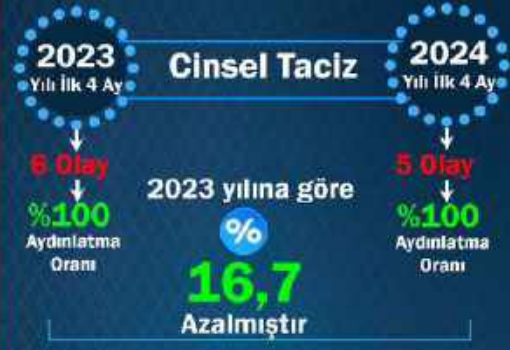 2023
Yılı İlk 4 Ay
Cinsel Taciz
2024
Yılı İlk 4 Ay
6 Olay
%100
Aydınlatma
Oranı
2023 yılına göre
%
16,7
Azalmıştır
5 Olay
%100
Aydınlatma
Oranı